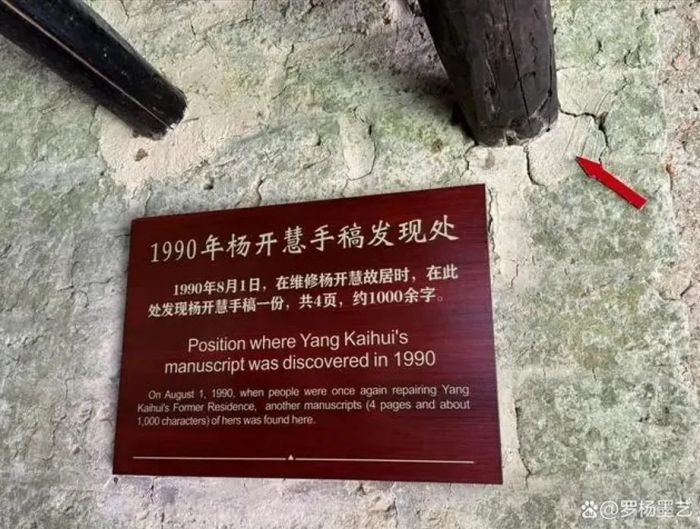 1990年杨开慧手稿发现处
1990年8月1日，在维修杨开慧故居时，在此
处发现杨开慧手稿一份，共4页，约1000余字。
Position where Yang Kaihui's
manuscript was discovered in 1990
On August 1, 1990, when people were once again repairing Yang
Kaihui's Former Residence, another manuscripts (4 pages and about
1,000 characters) of hers was found here.
罗杨墨艺